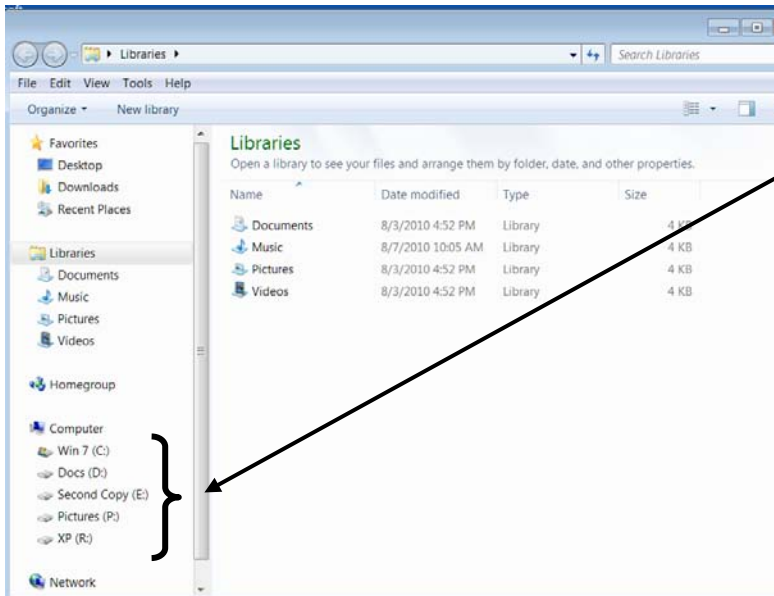 Libraries
Search Libraries
File Edit View Tools Help
Organize New library
Favorites
Desktop
Downloads
Recent Places
Libraries
Documents
Music
Pictures
Videos
Homegroup
Computer
Win 7 (C:)
Docs (D:)
Second Copy (E:)
Pictures (P:)
XP (R:)
Network
Libraries
Open a library to see your files and arrange them by folder, date, and other properties.
Name Date modified Type Size
Documents 8/3/2010 4:52 PM Library 4 KB
Music 8/7/2010 10:05 AM Library 4 KB
Pictures 8/3/2010 4:52 PM Library 4 KB
Videos 8/3/2010 4:52 PM Library 4 KB